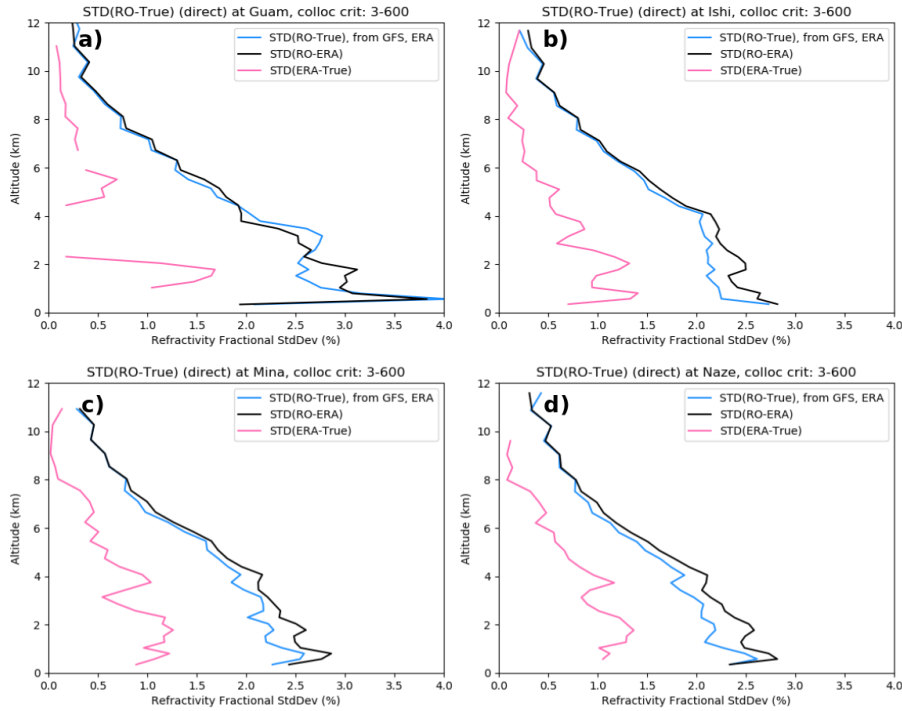 STD(RO-True) (direct) at Guam, colloc crit: 3-600
a)
STD(RO-True), from GFS, ERA
STD(RO-ERA)
STD(ERA-True)
Altitude (km)
12
10
8
6
4
2
0
0.0 0.5 1.0 1.5 2.0 2.5 3.0 3.5 4.0
Refractivity Fractional StdDev (%)
STD(RO-True) (direct) at Ishi, colloc crit: 3-600
b)
STD(RO-True), from GFS, ERA
STD(RO-ERA)
STD(ERA-True)
Altitude (km)
12
10
8
6
4
2
0
0.0 0.5 1.0 1.5 2.0 2.5 3.0 3.5 4.0
Refractivity Fractional StdDev (%)
STD(RO-True) (direct) at Mina, colloc crit: 3-600
c)
STD(RO-True), from GFS, ERA
STD(RO-ERA)
STD(ERA-True)
Altitude (km)
12
10
8
6
4
2
0
0.0 0.5 1.0 1.5 2.0 2.5 3.0 3.5 4.0
Refractivity Fractional StdDev (%)
STD(RO-True) (direct) at Naze, colloc crit: 3-600
d)
STD(RO-True), from GFS, ERA
STD(RO-ERA)
STD(ERA-True)
Altitude (km)
12
10
8
6
4
2
0
0.0 0.5 1.0 1.5 2.0 2.5 3.0 3.5 4.0
Refractivity Fractional StdDev (%)